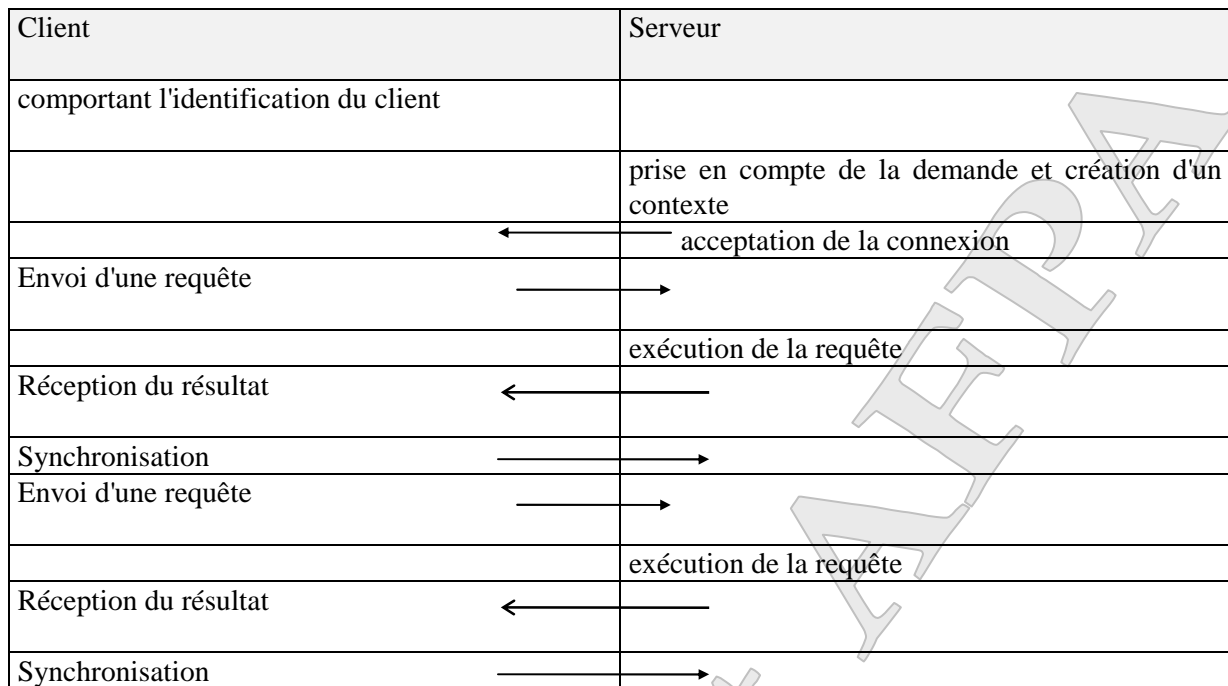 Client Serveur
comportant l'identification du client
prise en compte de la demande et création d'un
contexte
acceptation de la connexion
Envoi d'une requête
exécution de la requête
Réception du résultat
Synchronisation
Envoi d'une requête
exécution de la requête
Réception du résultat
Synchronisation
AFPA